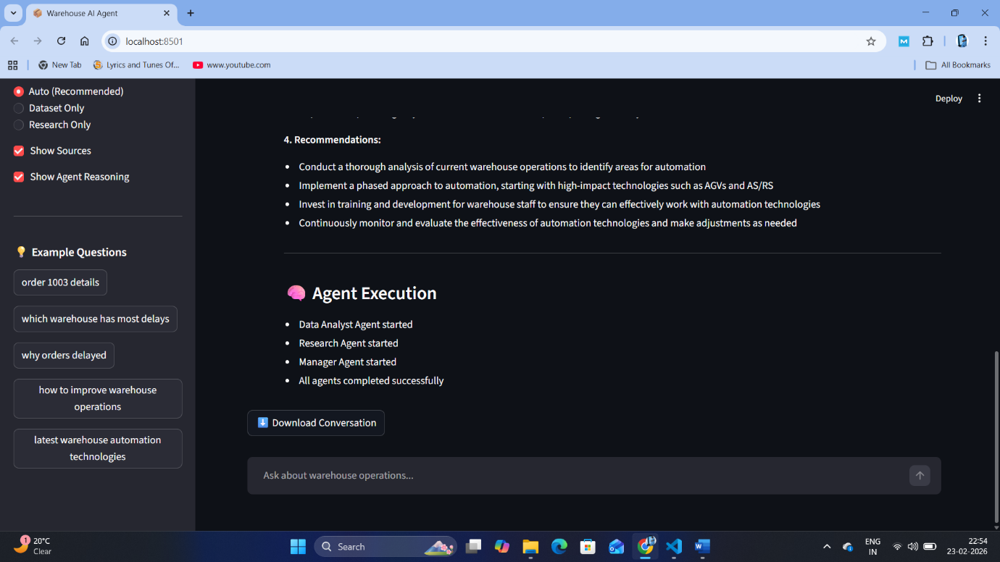 Warehouse AI Agent
localhost:8501
New Tab
Lyrics and Tunes Of...
www.youtube.com
All Bookmarks
Auto (Recommended)
Dataset Only
Research Only
Show Sources
Show Agent Reasoning
Example Questions
order 1003 details
which warehouse has most delays
why orders delayed
how to improve warehouse
operations
latest warehouse automation
technologies
Deploy
4. Recommendations:
• Conduct a thorough analysis of current warehouse operations to identify areas for automation
• Implement a phased approach to automation, starting with high-impact technologies such as AGVs and AS/RS
• Invest in training and development for warehouse staff to ensure they can effectively work with automation technologies
• Continuously monitor and evaluate the effectiveness of automation technologies and make adjustments as needed
Agent Execution
• Data Analyst Agent started
• Research Agent started
• Manager Agent started
• All agents completed successfully
Download Conversation
Ask about warehouse operations...
1
20°C
Clear
Search
ENG
IN
22:54
23-02-2026